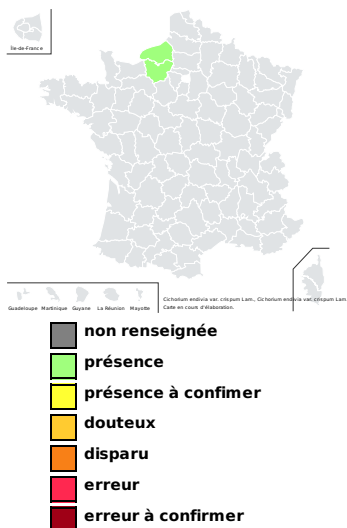 Île-de-France
Guadeloupe Martinique Guyane La Réunion Mayotte
Cichorium endivia var. crispum Lam., Cichorium endivia var. crispum Lam
Carte en cours d'élaboration.
non renseignée
présence
présence à confimer
douteux
disparu
erreur
erreur à confirmer